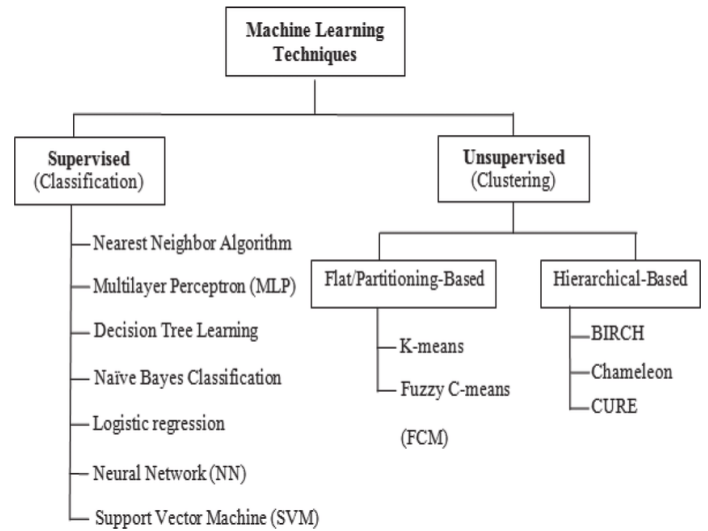 Machine Learning
Techniques
Supervised
(Classification)
Unsupervised
(Clustering)
Nearest Neighbor Algorithm
Multilayer Perceptron (MLP)
Decision Tree Learning
Naïve Bayes Classification
Logistic regression
Neural Network (NN)
Support Vector Machine (SVM)
Flat/Partitioning-Based
K-means
Fuzzy C-means
(FCM)
Hierarchical-Based
BIRCH
Chameleon
CURE